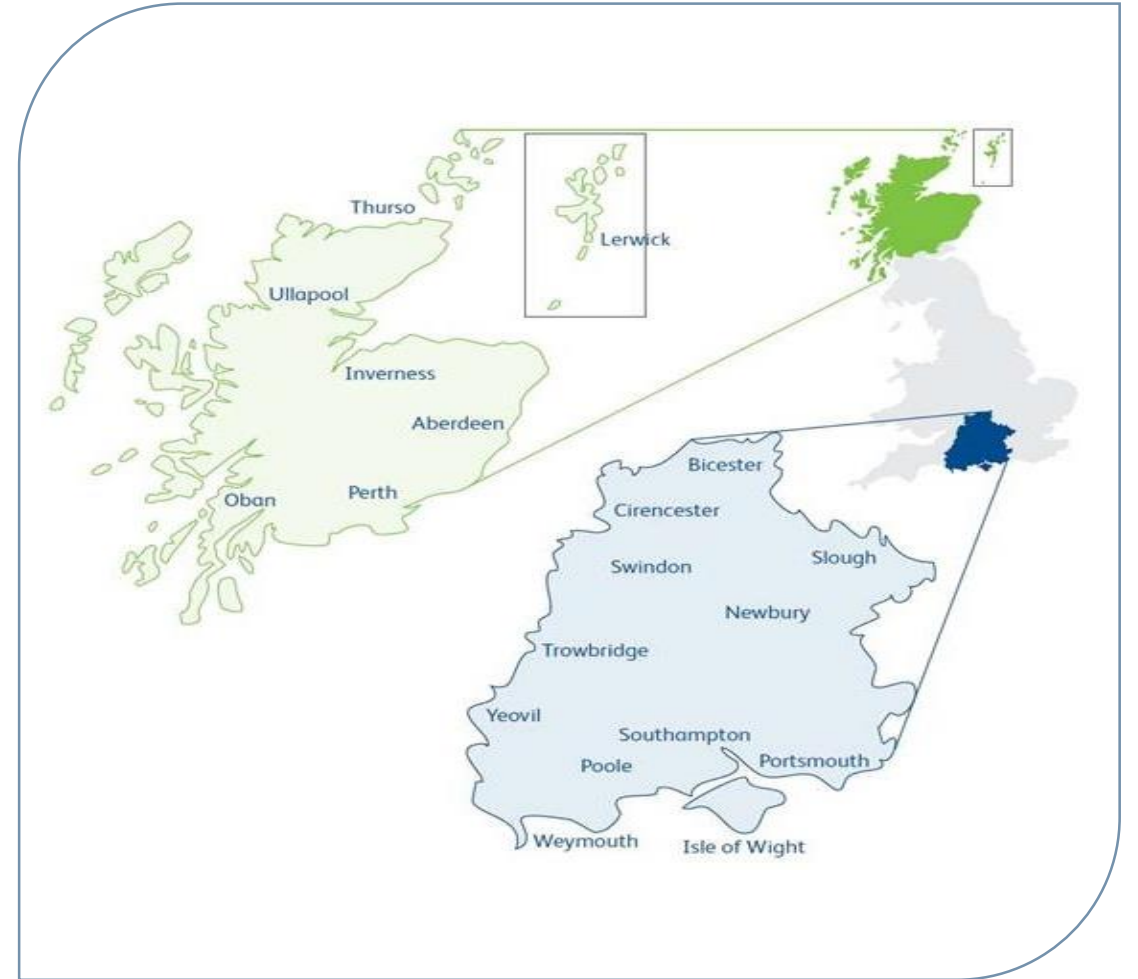 Thurso
Lerwick
Ullapool
Inverness
Aberdeen
Perth
Oban
Bicester
Cirencester
Slough
Swindon
Newbury
Trowbridge
Yeovil
Southampton
Portsmouth
Poole
Weymouth
Isle of Wight